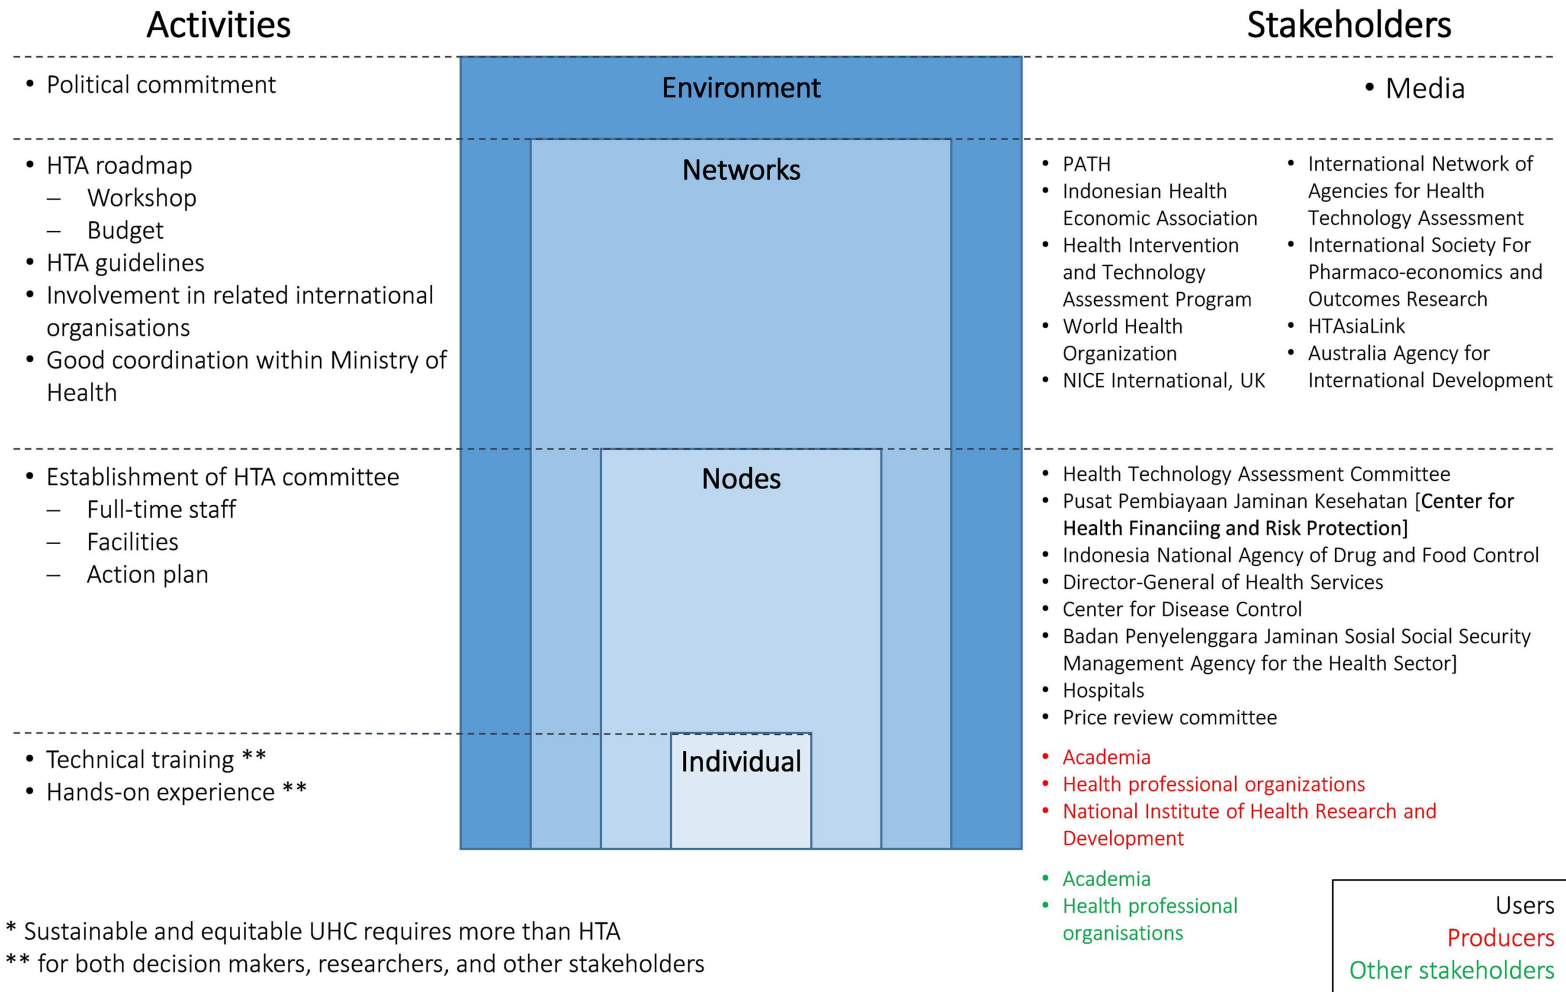 Activities
Stakeholders
• Political commitment
Environment
• Media
• HTA roadmap
– Workshop
– Budget
• HTA guidelines
• Involvement in related international
organisations
• Good coordination within Ministry of
Health
Networks
• PATH
• Indonesian Health
Economic Association
• Health Intervention
and Technology
Assessment Program
• World Health
Organization
• NICE International, UK
• International Network of
Agencies for Health
Technology Assessment
• International Society For
Pharmaco-economics and
Outcomes Research
• HTAsiaLink
• Australia Agency for
International Development
• Establishment of HTA committee
– Full-time staff
– Facilities
– Action plan
Nodes
• Health Technology Assessment Committee
• Pusat Pembiayaan Jaminan Kesehatan [Center for
Health Financiing and Risk Protection]
• Indonesia National Agency of Drug and Food Control
• Director-General of Health Services
• Center for Disease Control
• Badan Penyelenggara Jaminan Sosial Social Security
Management Agency for the Health Sector]
• Hospitals
• Price review committee
• Technical training **
• Hands-on experience **
Individual
• Academia
• Health professional organizations
• National Institute of Health Research and
Development
• Academia
• Health professional
organisations
* Sustainable and equitable UHC requires more than HTA
** for both decision makers, researchers, and other stakeholders
Users
Producers
Other stakeholders